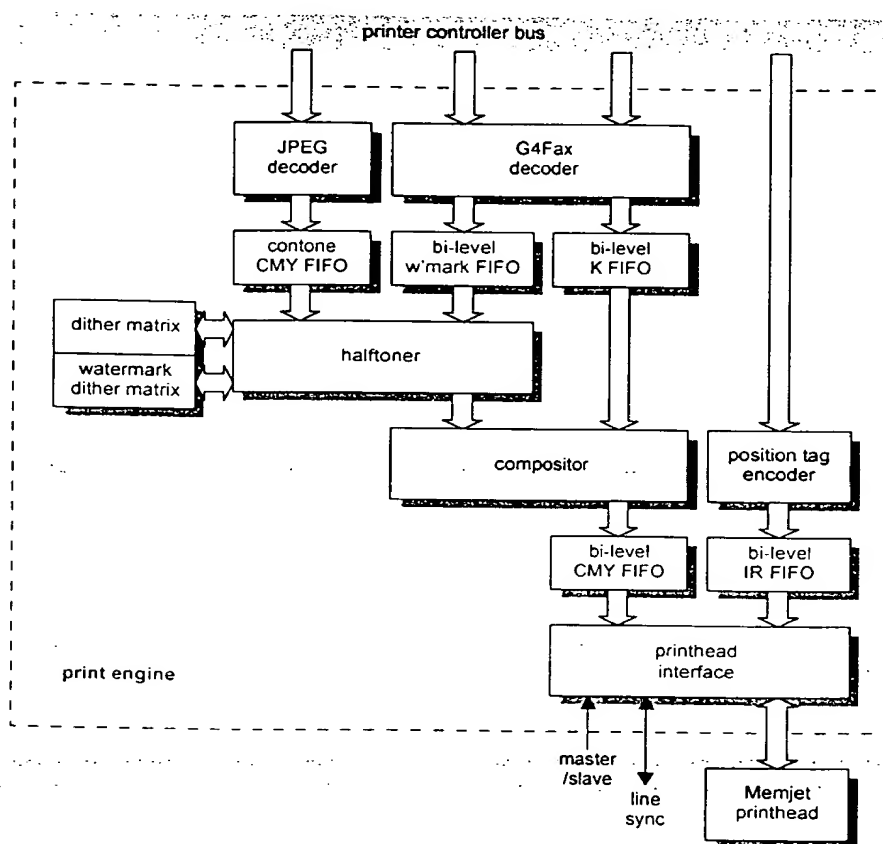 printer controller bus
JPEG
decoder
G4Fax
decoder
contone
CMY FIFO
bi-level
w'mark FIFO
bi-level
K FIFO
dither matrix
watermark
dither matrix
halftoner
compositor
position tag
encoder
bi-level
CMY FIFO
bi-level
IR FIFO
printhead
interface
print engine
master
/slave
line
sync
Memjet
printhead